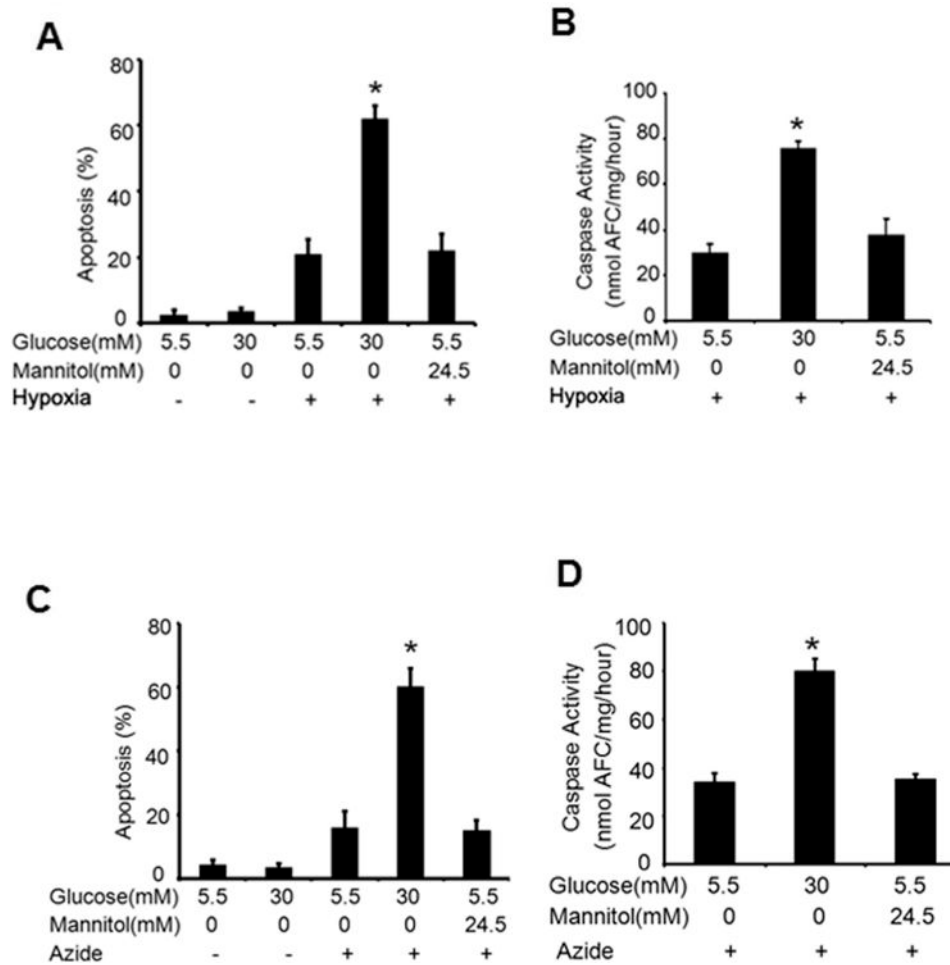 A
Apoptosis (%)
80
60
40
20
0
*
Glucose(mM) 5.5 30 5.5 30 5.5
Mannitol(mM) 0 0 0 0 24.5
Hypoxia - - + + +
B
Caspase Activity
(nmol AFC/mg/hour)
100
80
60
40
20
0
*
Glucose(mM) 5.5 30 5.5
Mannitol(mM) 0 0 24.5
Hypoxia + + +
C
Apoptosis (%)
80
60
40
20
0
*
Glucose(mM) 5.5 30 5.5 30 5.5
Mannitol(mM) 0 0 0 0 24.5
Azide - - + + +
D
Caspase Activity
(nmol AFC/mg/hour)
100
80
60
40
20
0
*
Glucose(mM) 5.5 30 5.5
Mannitol(mM) 0 0 24.5
Azide + + +